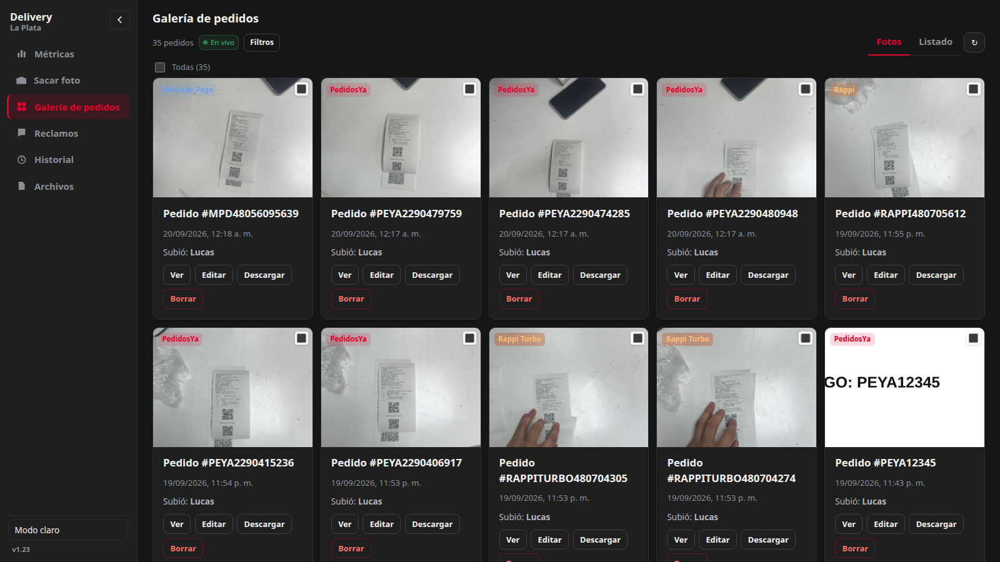 Delivery
La Plata
Métricas
Sacar foto
Galería de pedidos
Reclamos
Historial
Archivos
Modo claro
v1.23
Galería de pedidos
35 pedidos
En vivo
Filtros
Fotos
Listado
↻
Todas (35)
Mercado Pago
Pedido #MPD48056095639
20/09/2026, 12:18 a. m.
Subió: Lucas
Ver Editar Descargar
Borrar
PedidosYa
Pedido #PEYA2290479759
20/09/2026, 12:17 a. m.
Subió: Lucas
Ver Editar Descargar
Borrar
PedidosYa
Pedido #PEYA2290474285
20/09/2026, 12:17 a. m.
Subió: Lucas
Ver Editar Descargar
Borrar
PedidosYa
Pedido #PEYA2290480948
20/09/2026, 12:17 a. m.
Subió: Lucas
Ver Editar Descargar
Borrar
Rappi
Pedido #RAPPI480705612
19/09/2026, 11:55 p. m.
Subió: Lucas
Ver Editar Descargar
Borrar
PedidosYa
Pedido #PEYA2290415236
19/09/2026, 11:54 p. m.
Subió: Lucas
Ver Editar Descargar
Borrar
PedidosYa
Pedido #PEYA2290406917
19/09/2026, 11:53 p. m.
Subió: Lucas
Ver Editar Descargar
Borrar
Rappi Turbo
Pedido
#RAPPITURBO480704305
19/09/2026, 11:53 p. m.
Subió: Lucas
Ver Editar Descargar
Rappi Turbo
Pedido
#RAPPITURBO480704274
19/09/2026, 11:53 p. m.
Subió: Lucas
Ver Editar Descargar
PedidosYa
GO: PEYA12345
Pedido #PEYA12345
19/09/2026, 11:43 p. m.
Subió: Lucas
Ver Editar Descargar
Borrar